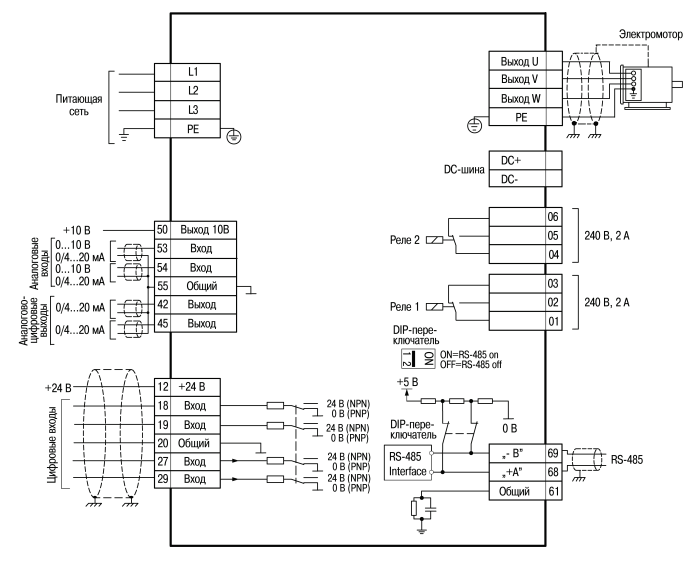 Электромотор
Питающая сеть
L1
L2
L3
PE
Выход U
Выход V
Выход W
PE
DC-шина
DC+
DC-
Реле 2
06
05
04
240 В, 2 А
Реле 1
03
02
01
240 В, 2 А
+10 В
50 Выход 10В
Аналоговые входы
0...10 В
0/4...20 мА
53 Вход
0...10 В
0/4...20 мА
54 Вход
55 Общий
Аналогово-цифровые выходы
0/4...20 мА
42 Выход
0/4...20 мА
45 Выход
DIP-пере-
ключатель
1 2
ON
ON=RS-485 on
OFF=RS-485 off
+24 В
12 +24 В
Цифровые входы
18 Вход
24 В (NPN)
0 В (PNP)
19 Вход
24 В (NPN)
0 В (PNP)
20 Общий
27 Вход
24 В (NPN)
0 В (PNP)
29 Вход
24 В (NPN)
0 В (PNP)
+5 В
0 В
DIP-пере-
ключатель
RS-485
Interface
„- B” 69
„+A” 68
Общий 61
RS-485